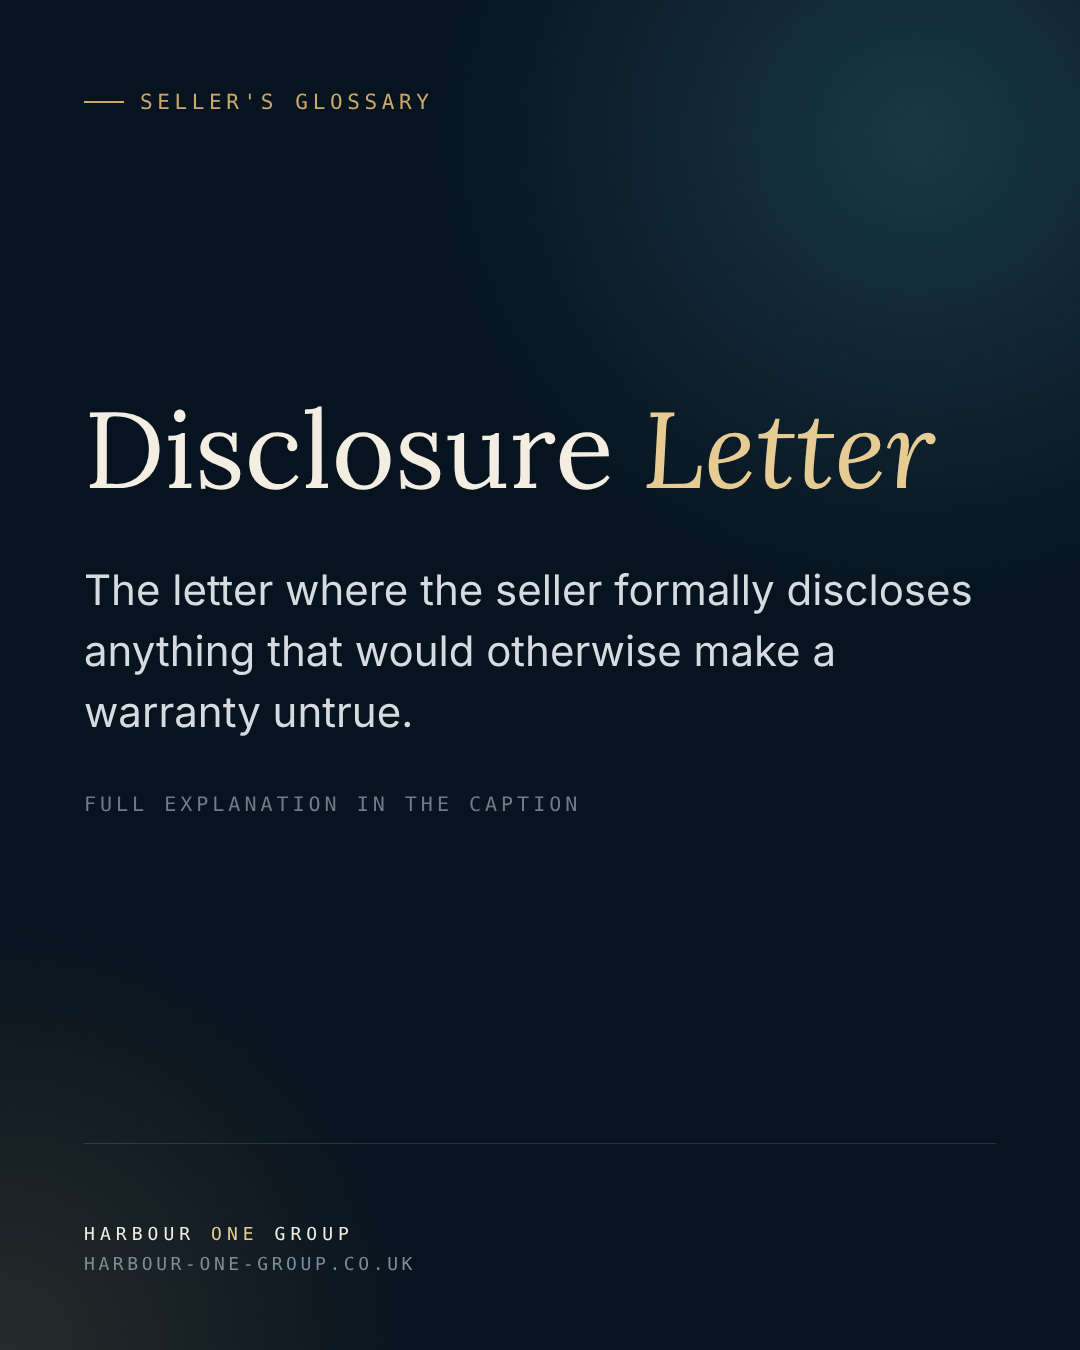 SELLER'S GLOSSARY
Disclosure Letter
The letter where the seller formally discloses
anything that would otherwise make a
warranty untrue.
FULL EXPLANATION IN THE CAPTION
HARBOUR ONE GROUP
HARBOUR-ONE-GROUP.CO.UK